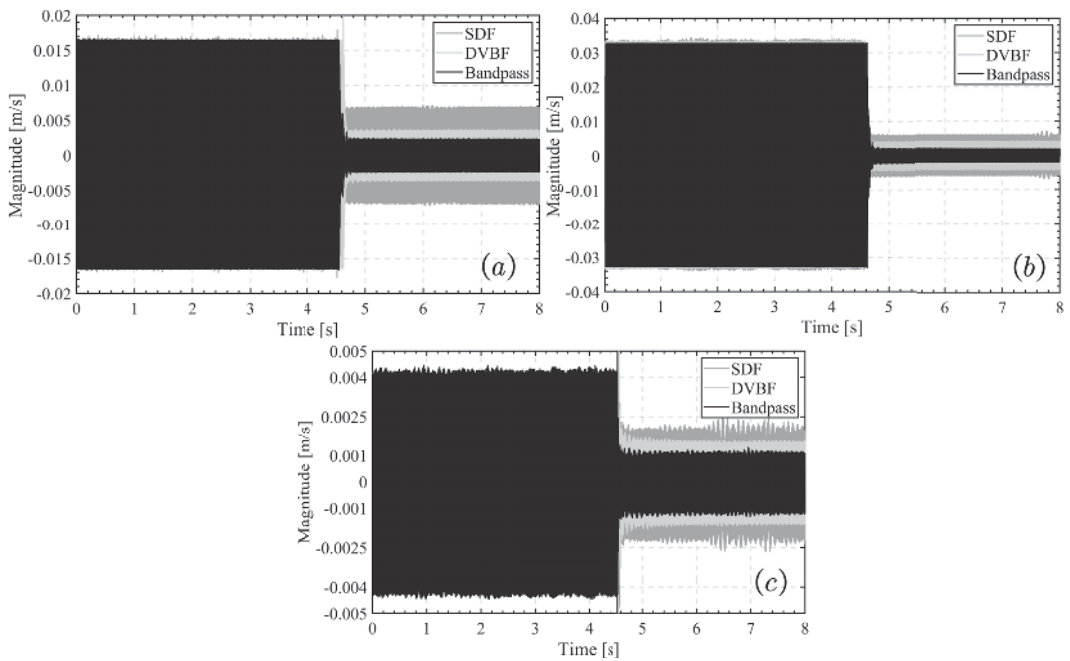 0.02
0.015
0.01
0.005
0
-0.005
-0.01
-0.015
-0.02
Magnitude [m/s]
0 1 2 3 4 5 6 7 8
Time [s]
SDF
DVBF
Bandpass
(a)
0.04
0.03
0.02
0.01
0
-0.01
-0.02
-0.03
-0.04
Magnitude [m/s]
0 1 2 3 4 5 6 7 8
Time [s]
SDF
DVBF
Bandpass
(b)
0.005
0.004
0.0025
0.001
0
-0.001
-0.0025
-0.004
-0.005
Magnitude [m/s]
0 1 2 3 4 5 6 7 8
Time [s]
SDF
DVBF
Bandpass
(c)